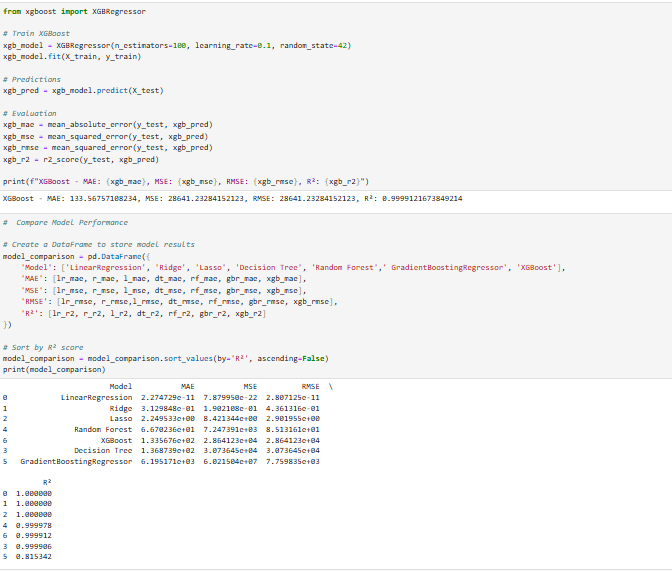 from xgboost import XGBRegressor
# Train XGBoost
xgb_model = XGBRegressor(n_estimators=100, learning_rate=0.1, random_state=42)
xgb_model.fit(X_train, y_train)
# Predictions
xgb_pred = xgb_model.predict(X_test)
# Evaluation
xgb_mae = mean_absolute_error(y_test, xgb_pred)
xgb_mse = mean_squared_error(y_test, xgb_pred)
xgb_rmse = mean_squared_error(y_test, xgb_pred)
xgb_r2 = r2_score(y_test, xgb_pred)
print(f"XGBoost - MAE: {xgb_mae}, MSE: {xgb_mse}, RMSE: {xgb_rmse}, R²: {xgb_r2}")
XGBoost - MAE: 133.56757108234, MSE: 28641.23284152123, RMSE: 28641.23284152123, R²: 0.9999121673849214
# Compare Model Performance
# Create a DataFrame to store model results
model_comparison = pd.DataFrame({
'Model': ['LinearRegression', 'Ridge', 'Lasso', 'Decision Tree', 'Random Forest',' GradientBoostingRegressor', 'XGBoost'],
'MAE': [lr_mae, r_mae, l_mae, dt_mae, rf_mae, gbr_mae, xgb_mae],
'MSE': [lr_mse, r_mse, l_mse, dt_mse, rf_mse, gbr_mse, xgb_mse],
'RMSE': [lr_rmse, r_rmse,l_rmse, dt_rmse, rf_rmse, gbr_rmse, xgb_rmse],
'R²': [lr_r2, r_r2, l_r2, dt_r2, rf_r2, gbr_r2, xgb_r2]
})
# Sort by R² score
model_comparison = model_comparison.sort_values(by='R²', ascending=False)
print(model_comparison)
Model MAE MSE RMSE \
0 LinearRegression 2.274729e-11 7.879950e-22 2.807125e-11
1 Ridge 3.129848e-01 1.902108e-01 4.361316e-01
2 Lasso 2.249533e+00 8.421344e+00 2.901955e+00
4 Random Forest 6.670236e+01 7.247391e+03 8.513161e+01
6 XGBoost 1.335676e+02 2.864123e+04 2.864123e+04
3 Decision Tree 1.368739e+02 3.073645e+04 3.073645e+04
5 GradientBoostingRegressor 6.195171e+03 6.021504e+07 7.759835e+03
R²
0 1.000000
1 1.000000
2 1.000000
4 0.999978
6 0.999912
3 0.999906
5 0.815342